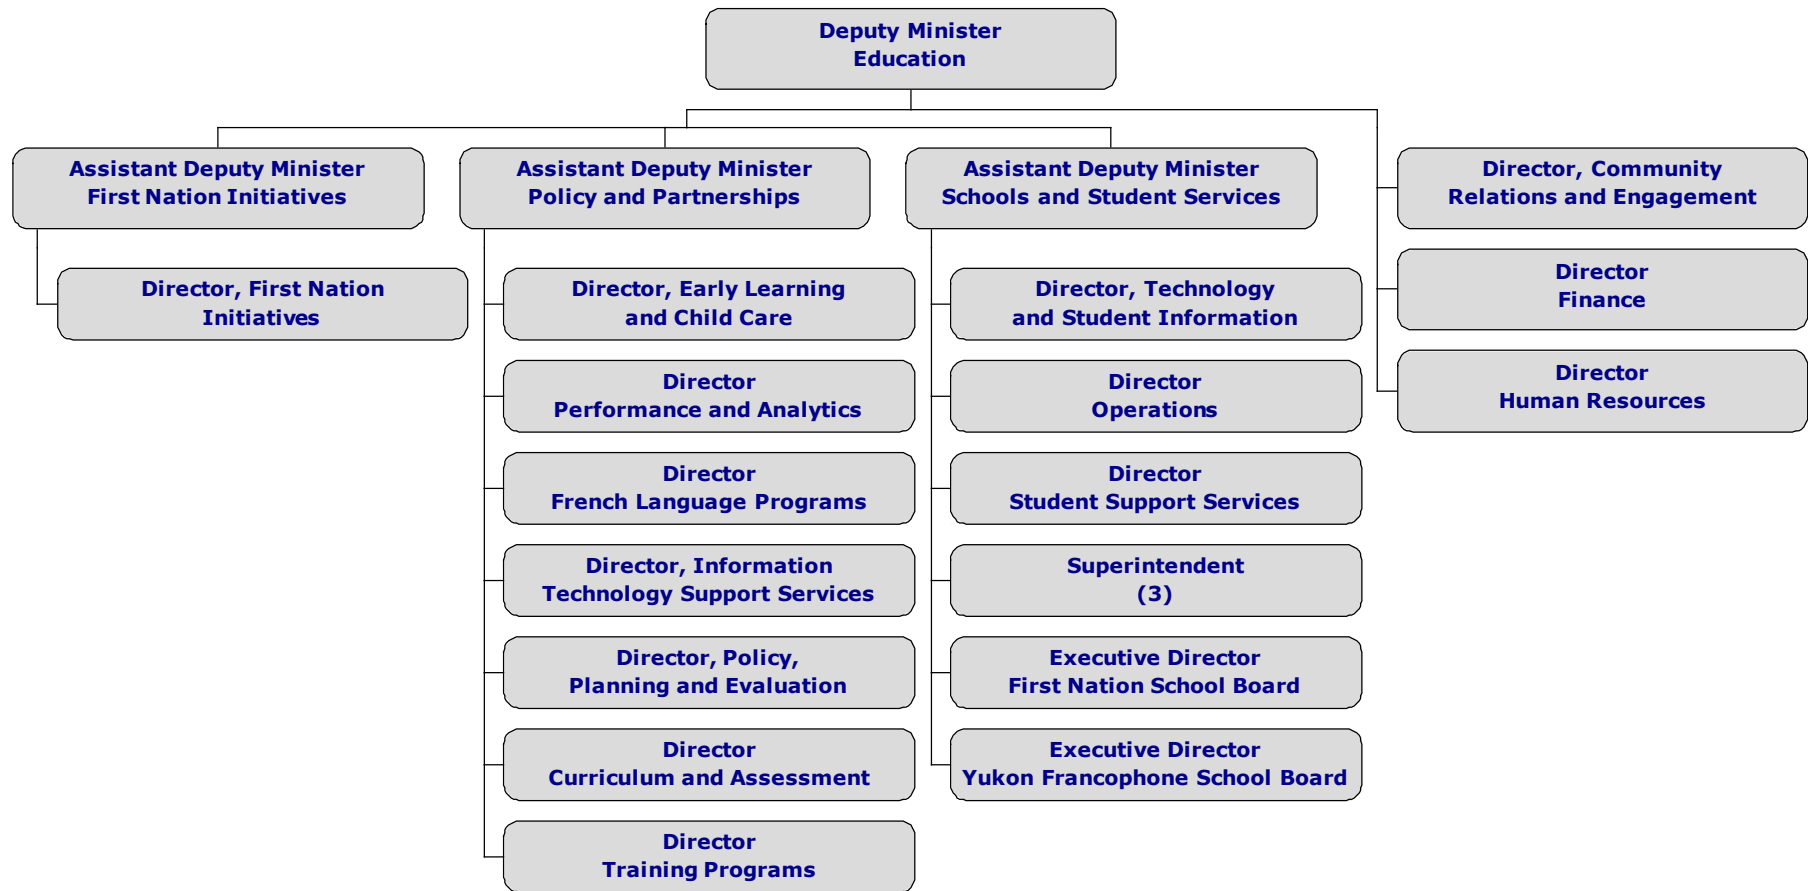 Deputy Minister
Education
Assistant Deputy Minister
First Nation Initiatives
Director, First Nation
Initiatives
Assistant Deputy Minister
Policy and Partnerships
Director, Early Learning
and Child Care
Director
Performance and Analytics
Director
French Language Programs
Director, Information
Technology Support Services
Director, Policy,
Planning and Evaluation
Director
Curriculum and Assessment
Director
Training Programs
Assistant Deputy Minister
Schools and Student Services
Director, Technology
and Student Information
Director
Operations
Director
Student Support Services
Superintendent
(3)
Executive Director
First Nation School Board
Executive Director
Yukon Francophone School Board
Director, Community
Relations and Engagement
Director
Finance
Director
Human Resources